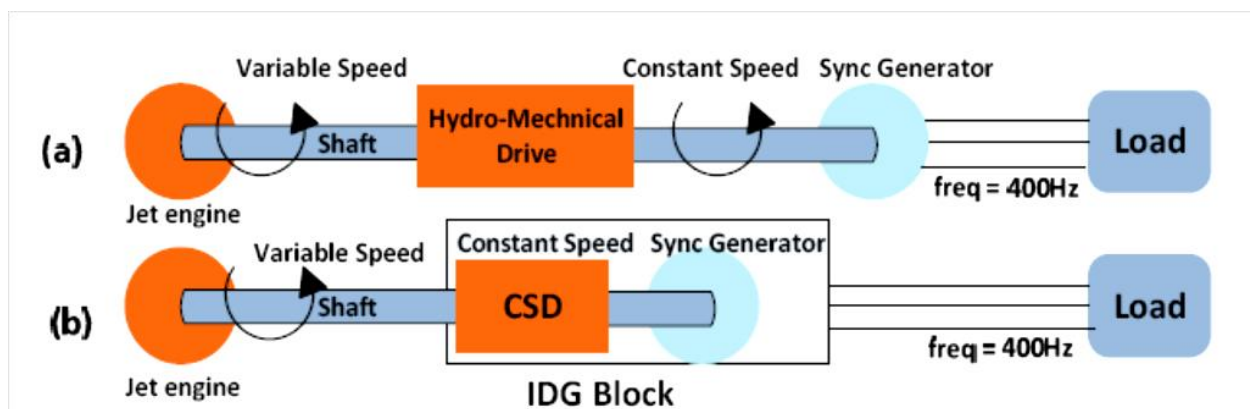 Variable Speed
Constant Speed
Sync Generator
(a)
Shaft
Hydro-Mechnical
Drive
Load
freq = 400Hz
Jet engine
Variable Speed
Constant Speed
Sync Generator
(b)
Shaft
CSD
Load
freq = 400Hz
Jet engine
IDG Block